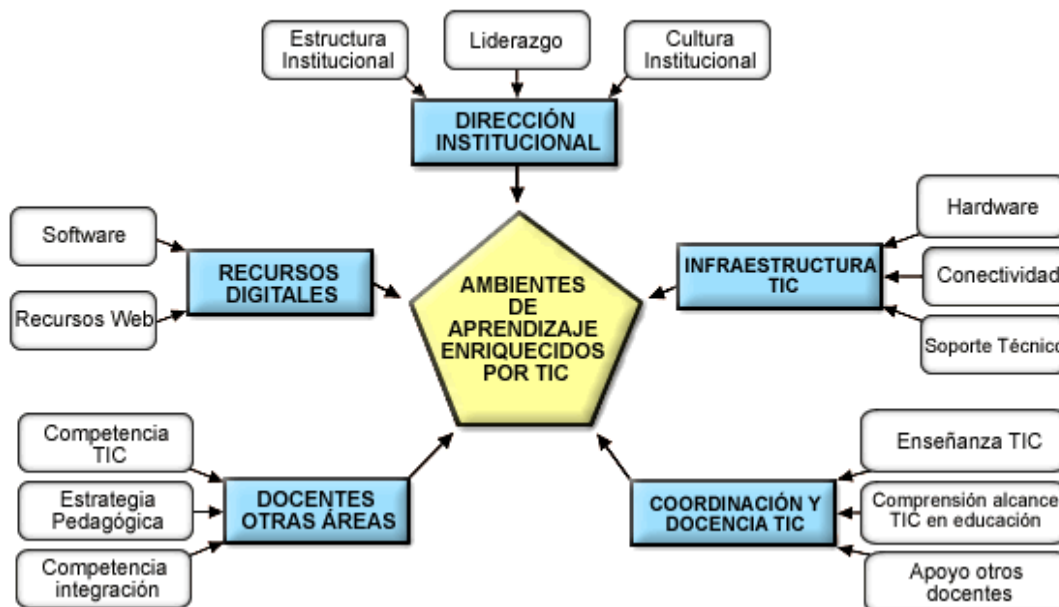 Estructura
Institucional
Liderazgo
Cultura
Institucional
DIRECCIÓN
INSTITUCIONAL
Software
Recursos Web
RECURSOS
DIGITALES
AMBIENTES
DE
APRENDIZAJE
ENRIQUECIDOS
POR TIC
INFRAESTRUCTURA
TIC
Hardware
Conectividad
Soporte Técnico
Competencia
TIC
Estrategia
Pedagógica
Competencia
integración
DOCENTES
OTRAS ÁREAS
COORDINACIÓN Y
DOCENCIA TIC
Enseñanza TIC
Comprensión alcance
TIC en educación
Apoyo otros
docentes